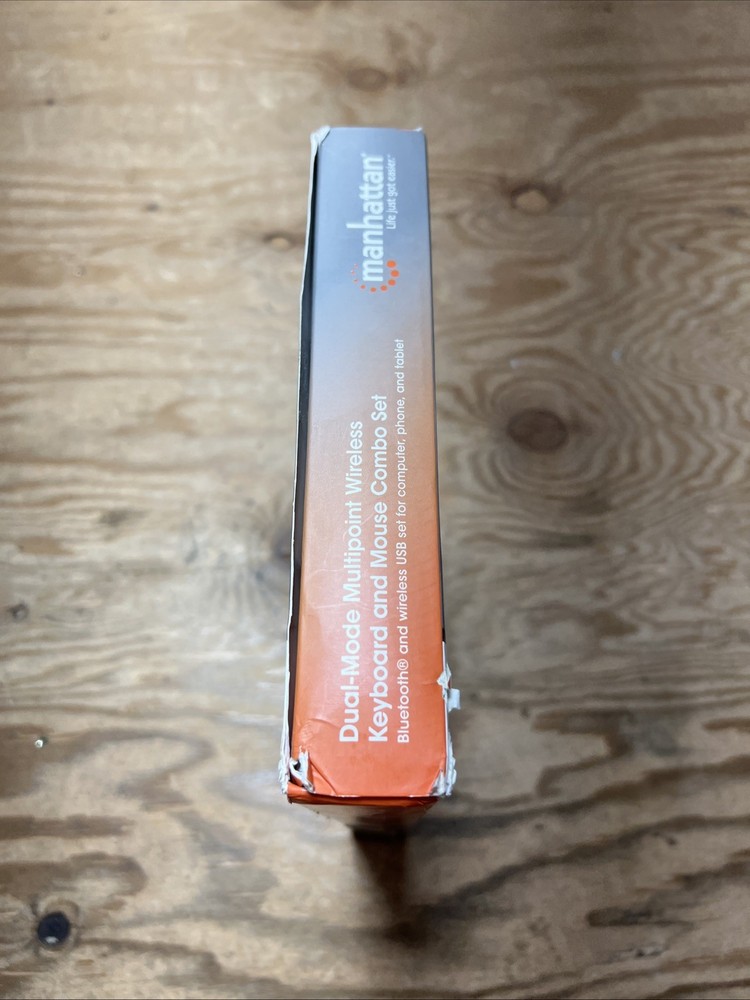 manhattan®
Life just got easier.™
Dual-Mode Multipoint Wireless
Keyboard and Mouse Combo Set
Bluetooth® and wireless USB set for computer, phone, and tablet